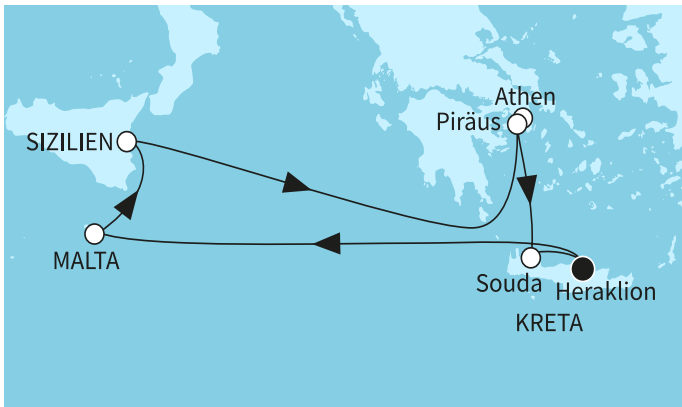 Athen
Piräus
SIZILIEN
MALTA
Souda
Heraklion
KRETA